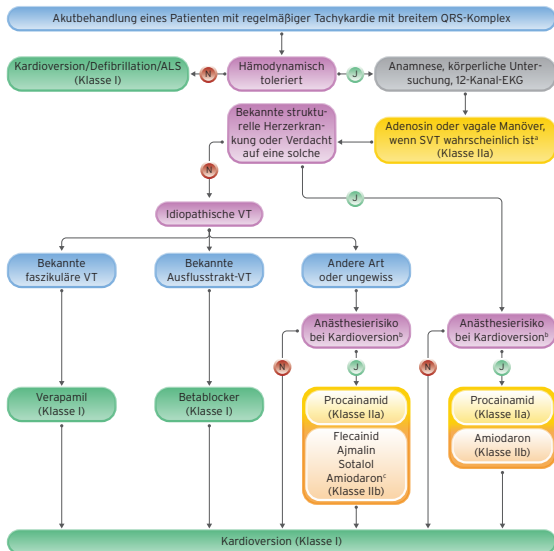 Akutbehandlung eines Patienten mit regelmäßiger Tachykardie mit breitem QRS-Komplex
Kardioversion/Defibrillation/ALS
(Klasse I)
N
Hämodynamisch
toleriert
J
Anamnese, körperliche Unter-
suchung, 12-Kanal-EKG
Bekannte struktu-
relle Herzerkran-
kung oder Verdacht
auf eine solche
Adenosin oder vagale Manöver,
wenn SVT wahrscheinlich istᵃ
(Klasse IIa)
N
J
Idiopathische VT
Bekannte
faszikuläre VT
Bekannte
Ausflusstrakt-VT
Andere Art
oder ungewiss
Anästhesierisiko
bei Kardioversionᵇ
Anästhesierisiko
bei Kardioversionᵇ
N
J
N
J
Verapamil
(Klasse I)
Betablocker
(Klasse I)
Procainamid
(Klasse IIa)
Flecainid
Ajmalin
Sotalol
Amiodaronᶜ
(Klasse IIb)
Procainamid
(Klasse IIa)
Amiodaron
(Klasse IIb)
Kardioversion (Klasse I)